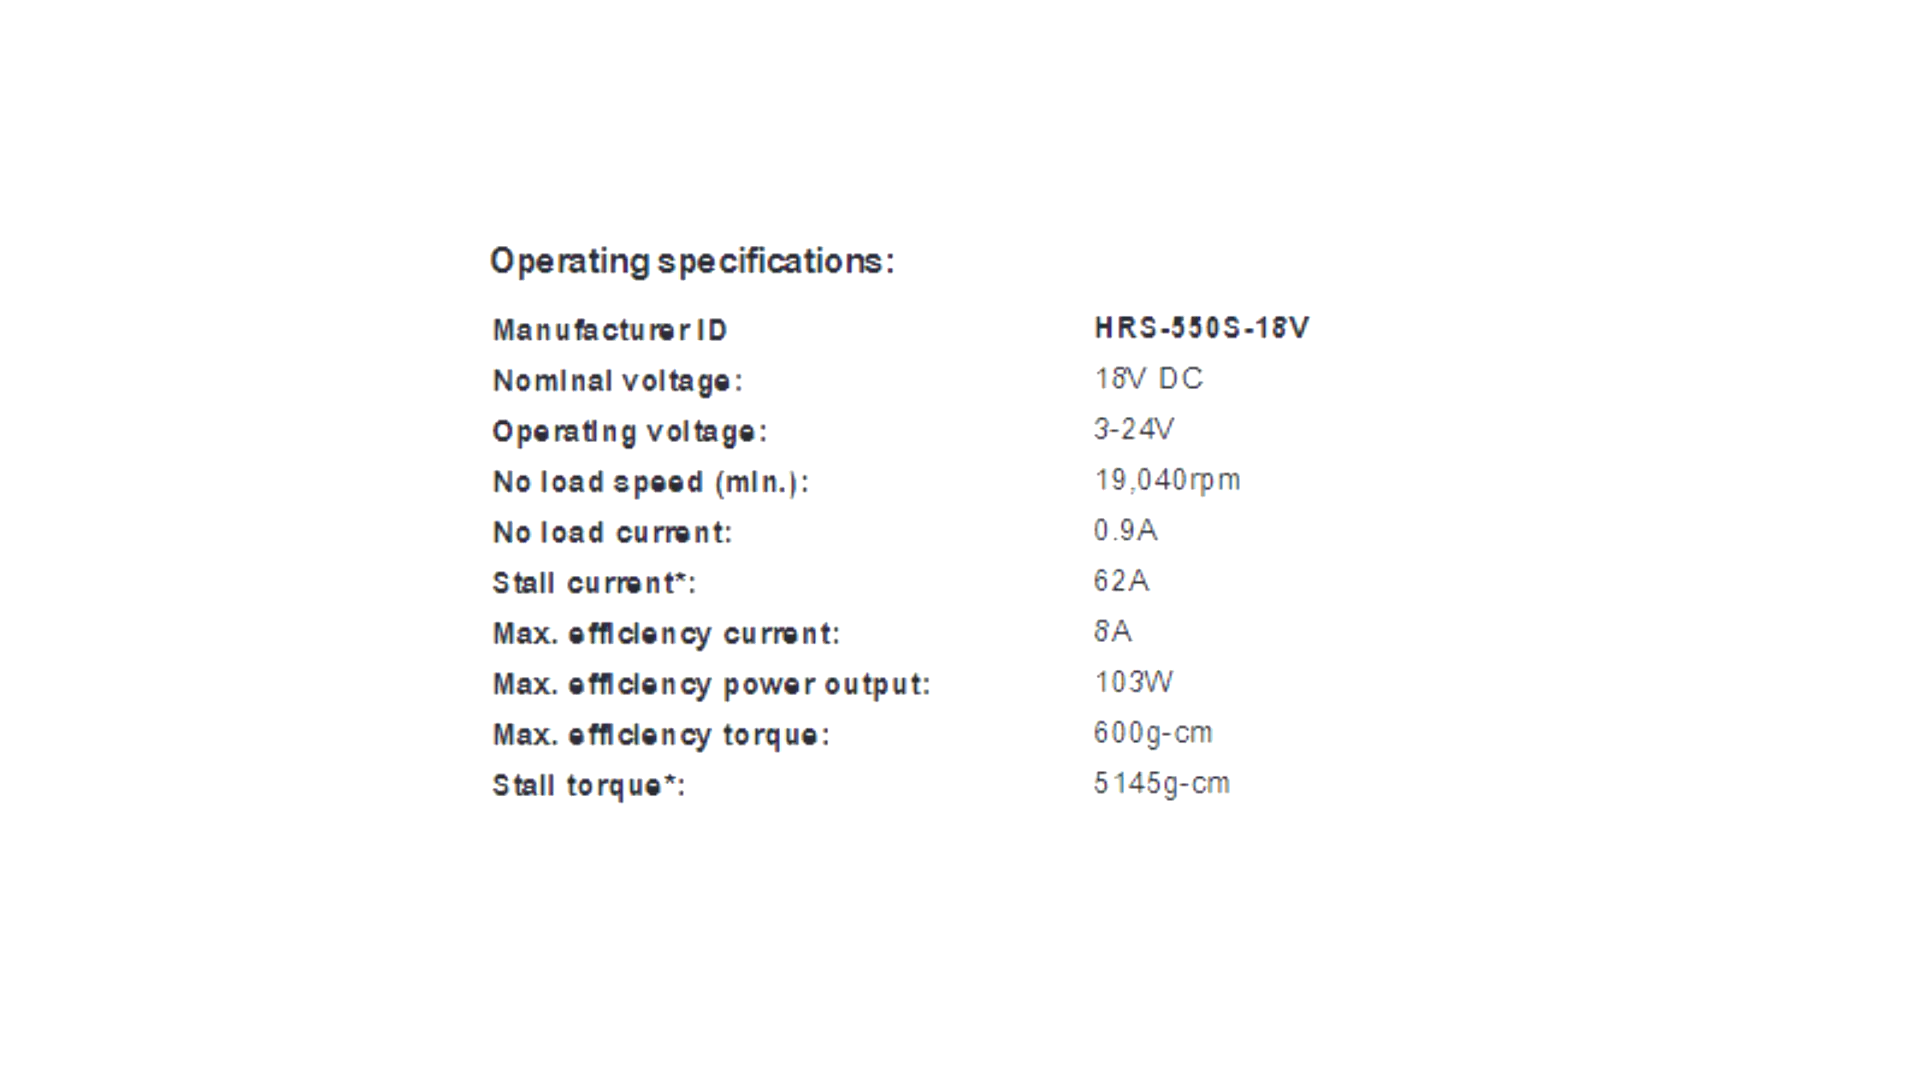 Operating specifications:
Manufacturer ID HRS-550S-18V
Nominal voltage: 18V DC
Operating voltage: 3-24V
No load speed (min.): 19,040rpm
No load current: 0.9A
Stall current*: 62A
Max. efficiency current: 8A
Max. efficiency power output: 103W
Max. efficiency torque: 600g-cm
Stall torque*: 5145g-cm